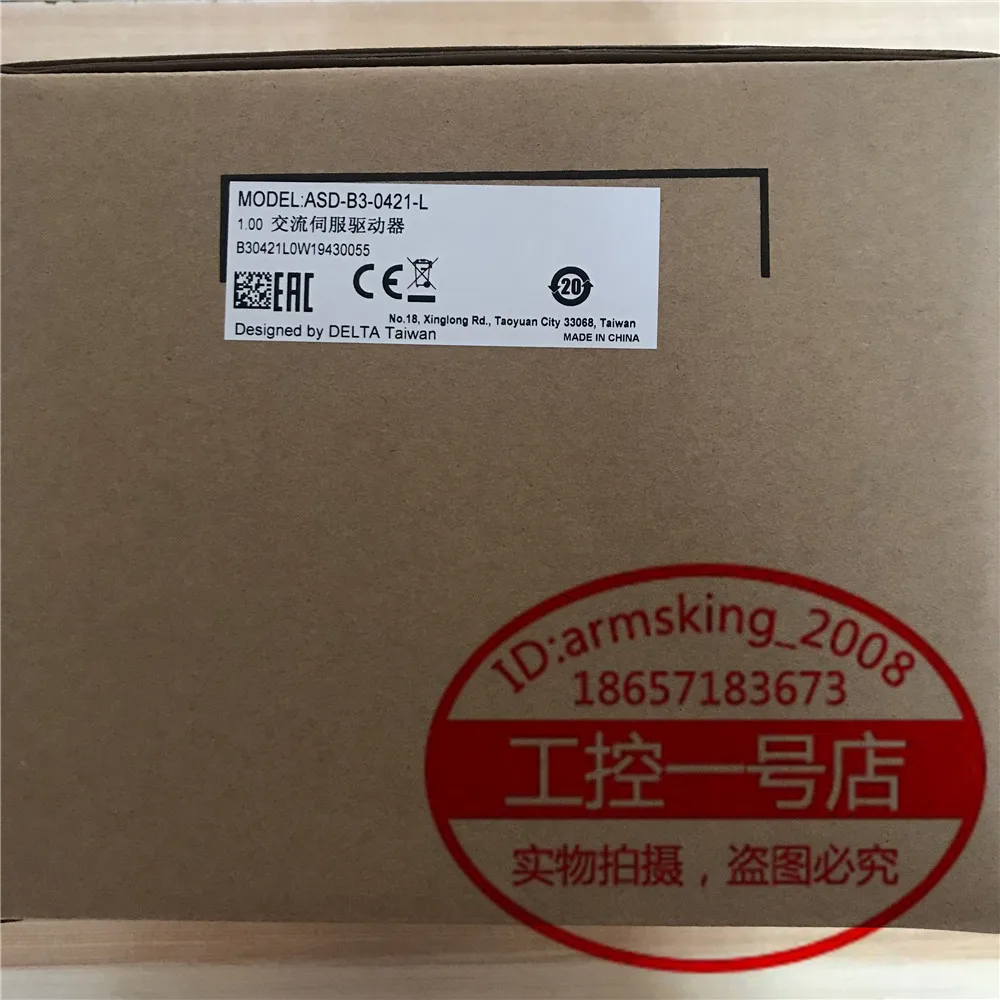 MODEL:ASD-B3-0421-L
1.00 交流伺服驱动器
B30421L0W19430055
EAC CE 20
No.18, Xinglong Rd., Taoyuan City 33068, Taiwan
Designed by DELTA Taiwan
MADE IN CHINA
ID:armsking_2008
18657183673
工控一号店
实物拍摄，盗图必究